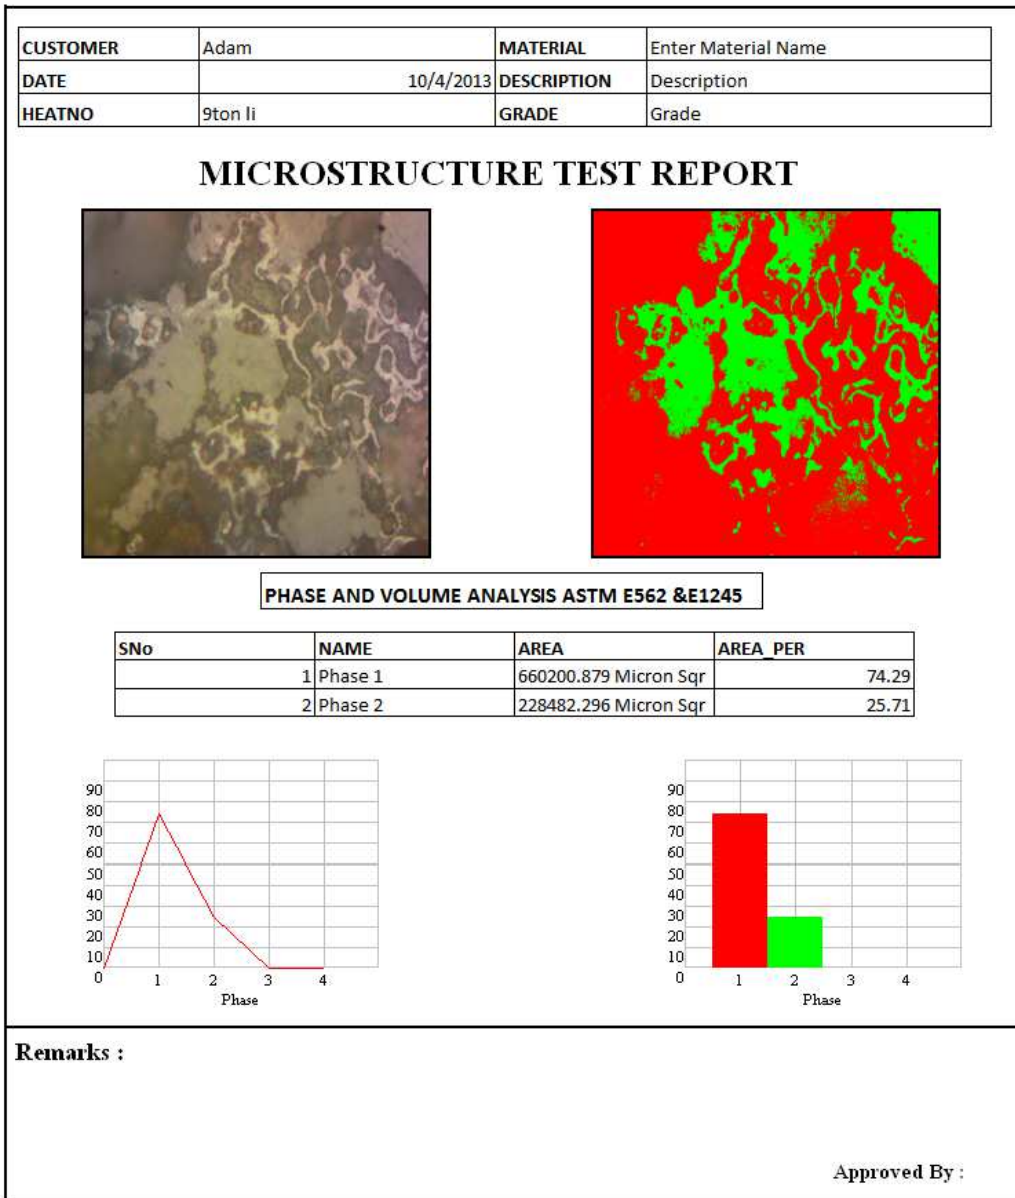 CUSTOMER Adam MATERIAL Enter Material Name
DATE 10/4/2013 DESCRIPTION Description
HEATNO 9ton li GRADE Grade
MICROSTRUCTURE TEST REPORT
PHASE AND VOLUME ANALYSIS ASTM E562 &E1245
SNo NAME AREA AREA_PER
1 Phase 1 660200.879 Micron Sqr 74.29
2 Phase 2 228482.296 Micron Sqr 25.71
90
80
70
60
50
40
30
20
10
0 1 2 3 4
Phase
90
80
70
60
50
40
30
20
10
0 1 2 3 4
Phase
Remarks :
Approved By :